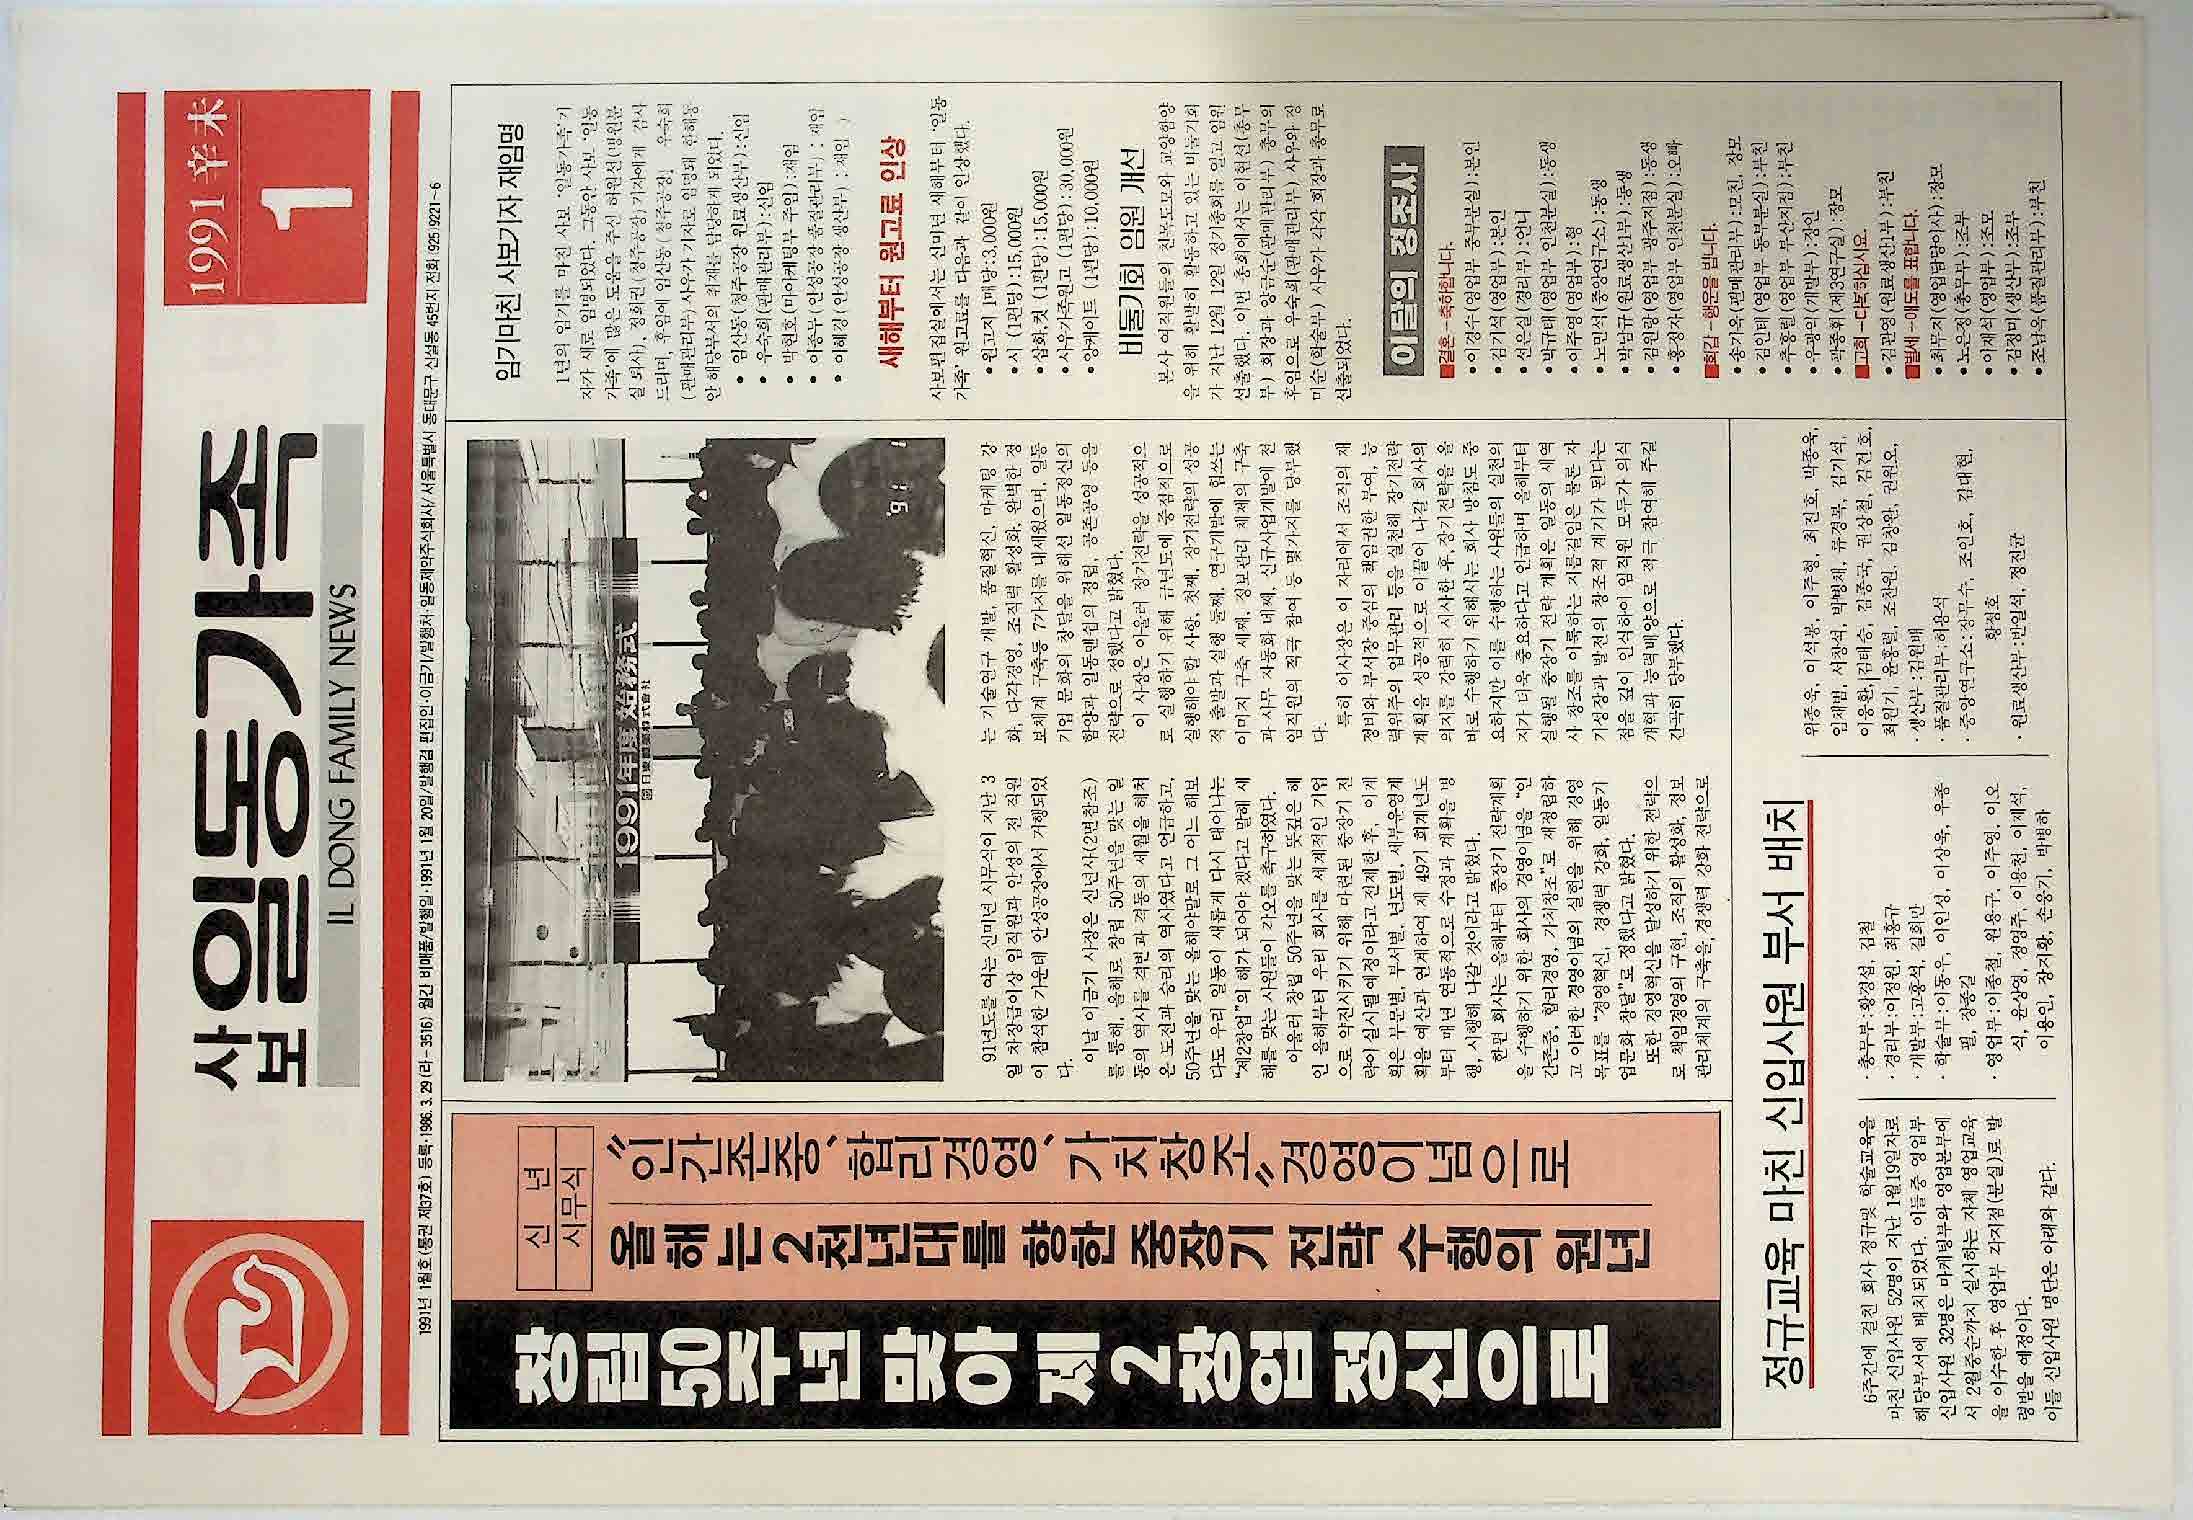 사보 일동가족
IL DONG FAMILY NEWS
1991 辛未
1
1991년 1월호(통권 제37호) 등록·1986. 3. 29 (라-3516) 월간 비매품/발행일·1991년 1월 20일/발행겸 편집인·이금기/발행처·일동제약주식회사/ 서울특별시 동대문구 신설동 45번지 전화 (925)9221~6
창립50주년 맞아 제2창업 정신으로
신 년
시무식
“인간존중, 합리경영, 가치창조” 경영이념으로
올해는 2천년대를 향한 중장기 전략 수행의 원년
1991年度 始務式
日東製藥株式会社
'91 1
91년도를 여는 신미년 시무식이 지난 3
일 차장급이상 임직원과 안성의 전 직원
이 참석한 가운데 안성공장에서 거행되었
다.
이날 이금기 사장은 신년사(2면참조)
를 통해, 올해로 창립 50주년을 맞는 일
동의 역사를 격변과 격동의 세월을 헤쳐
온 도전과 승리의 역사였다고 언급하고,
50주년을 맞는 올해야말로 그 어느 해보
다도 우리 일동이 새롭게 다시 태어나는
“제2창업”의 해가 되어야 겠다고 말해 새
해를 맞는 사원들이 각오를 촉구하였다.
아울러 창립 50주년을 맞는 뜻깊은 해
인 올해부터 우리 회사를 세계적인 기업
으로 약진시키기 위해 마련된 중장기 전
략이 실시될 예정이라고 전제한 후, 이계
획은 부문별, 부서별, 년도별, 세부운영계
획을 예산과 연계하여 제 49기 회계년도
부터 매년 연동적으로 수정과 계획을 병
행, 시행해 나갈 것이라고 밝혔다.
한편 회사는 올해부터 중장기 전략계획
을 수행하기 위한 회사의 경영이념을 “인
간존중, 합리경영, 가치창조”로 재정립하
고 이러한 경영이념의 실현을 위해 경영
목표를 “경영혁신, 경쟁력 강화, 일동기
업문화 창달”로 정했다고 밝혔다.
또한 경영혁신을 달성하기 위한 전략으
로 책임경영의 구현, 조직의 활성화, 정보
관리체계의 구축을, 경쟁력 강화 전략으로
는 기술연구 개발, 품질혁신, 마케팅 강
화, 다각경영, 조직력 활성화, 완벽한 정
보체계 구축등 7가지를 내세웠으며, 일동
기업 문화의 창달을 위해선 일동정신의
함양과 일동맨쉽의 정립, 공존공영 등을
전략으로 정했다고 밝혔다.
이 사장은 아울러 장기전략을 성공적으
로 실행하기 위해 금년도에 중점적으로
실행해야 할 사항, 첫째, 장기전략의 성공
적 출발과 실행 둘째, 연구개발에 힘쓰는
이미지 구축 세째, 정보관리 체제의 구축
과 사무 자동화 네째, 신규사업개발에 전
임직원의 적극 참여 등 몇가지를 당부했
다.
특히 이사장은 이 자리에서 조직의 재
정비와 부서장 중심의 책임권한 부여, 능
력위주의 업무관리 등을 실천해 장기전략
계획을 성공적으로 이끌어 나갈 회사의
의지를 강력히 시사한 후, 장기전략을 올
바로 수행하기 위해서는 회사 방침도 중
요하지만 이를 수행하는 사원들의 실천의
지가 더욱 중요하다고 언급하며 올해부터
실행될 중장기 전략 계획은 일동의 새역
사 창조를 이룩하는 지름길임은 물론 자
기성장과 발전의 창조적 계기가 된다는
점을 깊이 인식하여 임직원 모두가 의식
개혁과 능력배양으로 적극 참여해 주길
간곡히 당부했다.
임기마친 사보기자 재임명
1년의 임기를 마친 사보 ‘일동가족’기
자가 새로 임명되었다. 그동안 사보 ‘일동
가족’에 많은 도움을 주신 허원선(병원분
실 퇴사), 정희권(청주공장)기자에게 감사
드리며, 후임에 임산동(청주공장) 우숙희
(판매관리부) 사우가 기자로 임명돼 한해동
안 해당부서의 취재를 담당하게 되었다.
• 임산동(청주공장 원료생산부):신임
• 우숙희(판매관리부):신임
• 박현호(마아케팅부 주임):재임
• 이종두(안성공장 품질관리부) : 재임
• 이혜경(안성공장 생산부) : 재임
새해부터 원고료 인상
사보편집실에서는 신미년 새해부터 ‘일동
가족’ 원고료를 다음과 같이 인상했다.
•원고지 1매당:3,000원
•시 (1편당):15,000원
•삽화,컷 (1편당):15,000원
•사우가족원고 (1편당):30,000원
•앙케이트 (1편당):10,000원
비둘기회 임원 개선
본사 여직원들의 친목도모와 교양함양
을 위해 활발히 활동하고 있는 비둘기회
가 지난 12월 12일 정기총회를 열고 임원
선출했다. 이번 총회에서는 이현선(총무
부) 회장과 양금순(판매관리부) 총무의
후임으로 우숙희(판매관리부) 사우와 장
미순(학술부) 사우가 각각 회장과 총무로
선출되었다.
이달의 경조사
■결혼-축하합니다.
•이경수(영업부 중부분실):본인
•김기석(영업부):본인
•선은실(경리부):언니
•박규태(영업부 인천분실):동생
•이주영(영업부):형
•노민석(중앙연구소):동생
•박남규(원료생산1부):동생
•김원랑(영업부 광주지점):동생
•홍정자(영업부 인천분실):오빠
■회갑-행운을 빕니다.
•송기옥(판매관리부):모친, 장모
•김인태(영업부 동부분실):부친
•추흥렬(영업부 부산지점):부친
•우광익(개발부):장인
•곽종휘(제3연구실):장모
■고희-다복하십시요.
•김관영(원료생산1부):부친
■별세-애도를 표합니다.
•최무지(영업담당이사):장모
•노은정(총무부):조부
•이재석(영업부):조모
•김정미(생산부):조부
•조남옥(품질관리부):부친
정규교육 마친 신입사원 부서 배치
6주간에 걸친 회사 정규및 학술교육을
마친 신입사원 52명이 지난 1월19일자로
해당부서에 배치되었다. 이들중 영업부
신입사원 32명은 마케팅부와 영업본부에
서 2월중순까지 실시하는 자체 영업교육
을 이수한 후 영업부 각지점(분실)로 발
령받을 예정이다.
이들 신입사원 명단은 아래와 같다.
· 총무부:황경설, 김철
· 경리부:이정원, 최흥규
· 개발부:고홍석, 길희만
· 학술부:이동우, 이인성, 이상욱, 우종
필, 장종길
· 영업부:이종철, 원용구, 이주영, 이오
식, 윤상영, 정영주, 이용천, 이재석,
이용인, 장지황, 손웅기, 박병하
위종욱, 이석봉, 이주형, 최진호, 박종욱,
임채범, 서창석, 박병채, 류경복, 김기석,
이응환, 김태승, 김종국, 권상철, 김건호,
최원기, 윤홍렬, 조찬원, 김창완, 권원오,
· 생산부 :김원배
· 품질관리부:허용석
· 중앙연구소:장무수, 조인호, 김대현,
황정호
· 원료생산부:반일석, 정진균